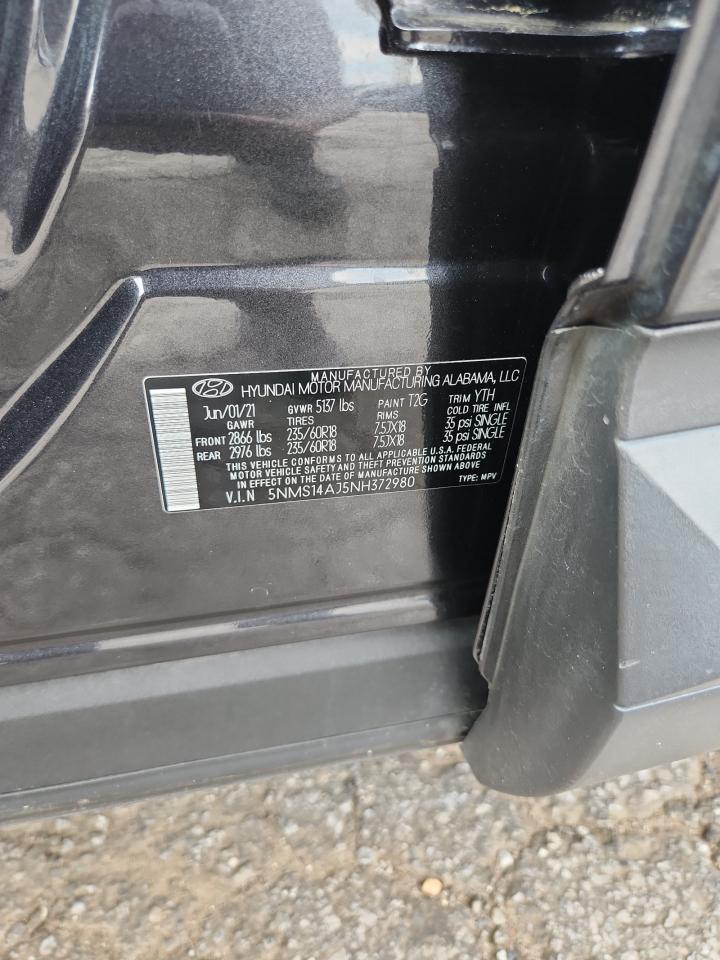 MANUFACTURED BY
HYUNDAI MOTOR MANUFACTURING ALABAMA, LLC
Jun/01/21 GVWR 5137 lbs PAINT T2G TRIM YTH
GAWR TIRES RIMS COLD TIRE INFL
FRONT 2866 lbs 235/60R18 7.5JX18 35 psi SINGLE
REAR 2976 lbs 235/60R18 7.5JX18 35 psi SINGLE
THIS VEHICLE CONFORMS TO ALL APPLICABLE U.S.A. FEDERAL
MOTOR VEHICLE SAFETY AND THEFT PREVENTION STANDARDS
IN EFFECT ON THE DATE OF MANUFACTURE SHOWN ABOVE
V.I.N 5NMS14AJ5NH372980 TYPE: MPV